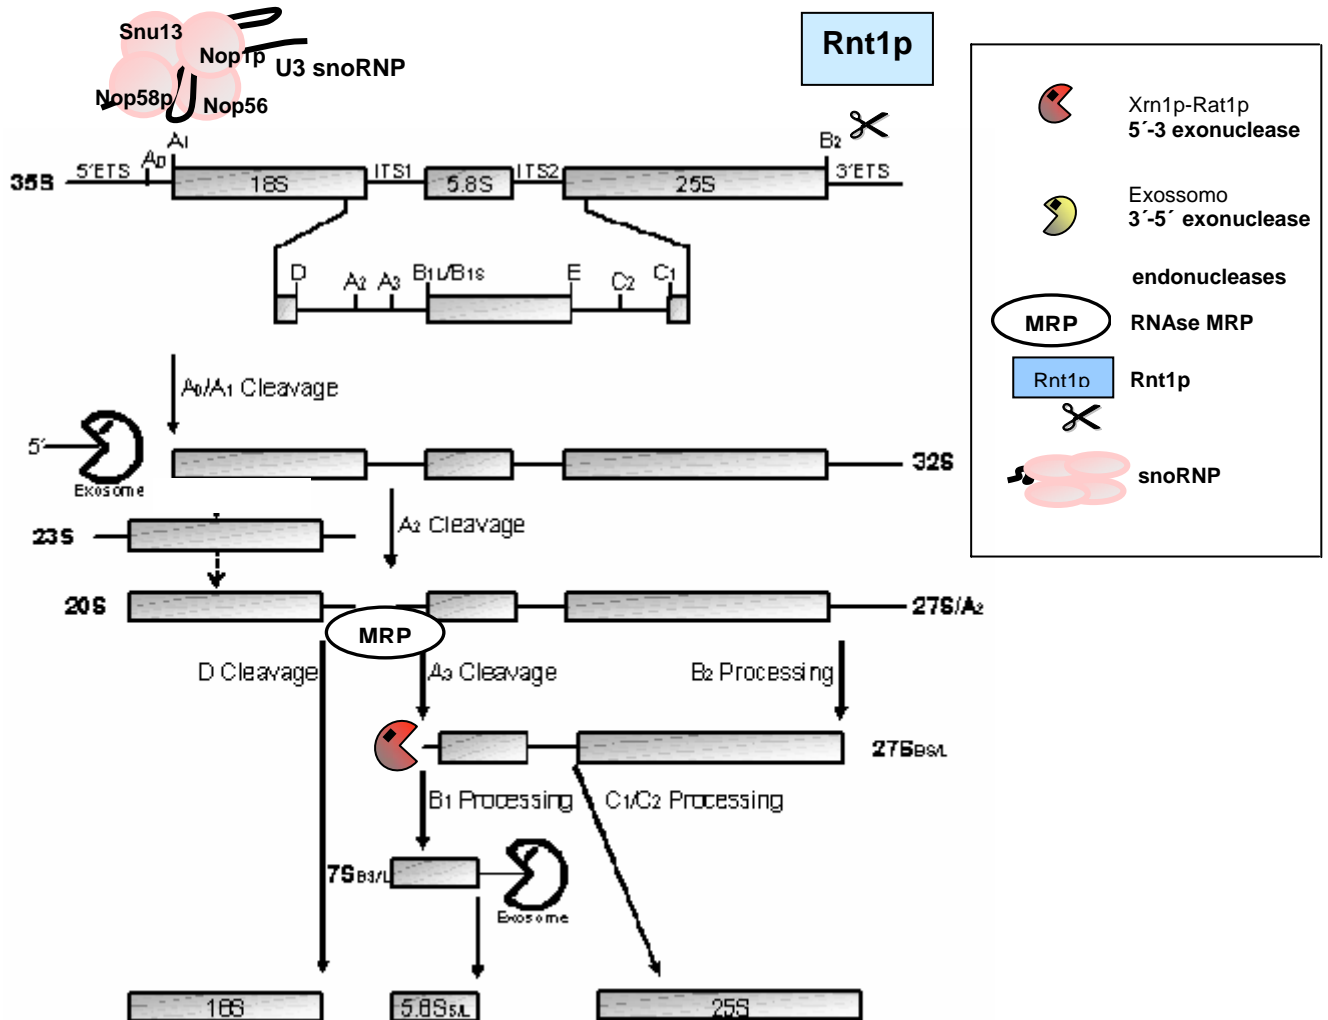 Snu13
Nop1p
U3 snoRNP
Nop58p
Nop56
Rnt1p
A1
B2
35S
5'ETS
A0
18S
ITS1
5.8S
ITS2
25S
3'ETS
D
A2
A3
B1L/B1S
E
C2
C1
A0/A1 Cleavage
5'
Exosome
32S
23S
A2 Cleavage
20S
27S/A2
MRP
D Cleavage
A3 Cleavage
B2 Processing
27SBS/L
B1 Processing
C1/C2 Processing
7SBS/L
Exosome
18S
5.8SS/L
25S
Xrn1p-Rat1p
5´-3 exonuclease
Exossomo
3´-5´ exonuclease
endonucleases
MRP
RNAse MRP
Rnt1p
Rnt1p
snoRNP